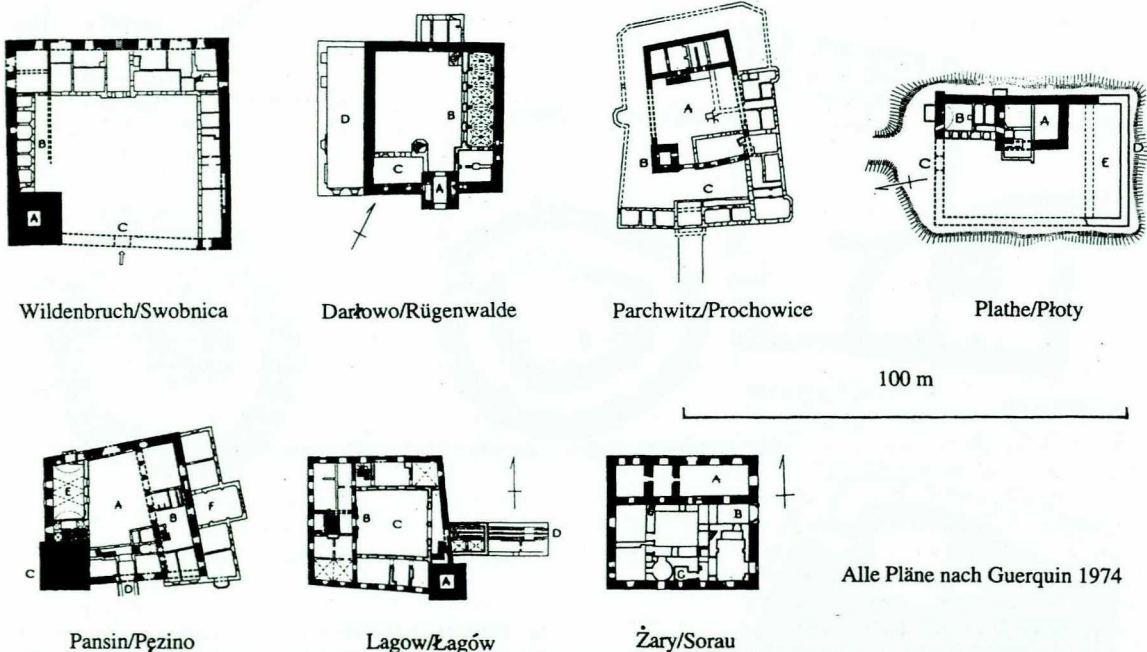 A
B
C
Wildenbruch/Swobnica
A
B
C
D
Darłowo/Rügenwalde
A
B
C
Parchwitz/Prochowice
A
B
C
D
E
Plathe/Płoty
100 m
A
B
C
D
E
F
Pansin/Pęzino
A
B
C
D
Lagow/Łagów
A
B
C
Żary/Sorau
Alle Pläne nach Guerquin 1974